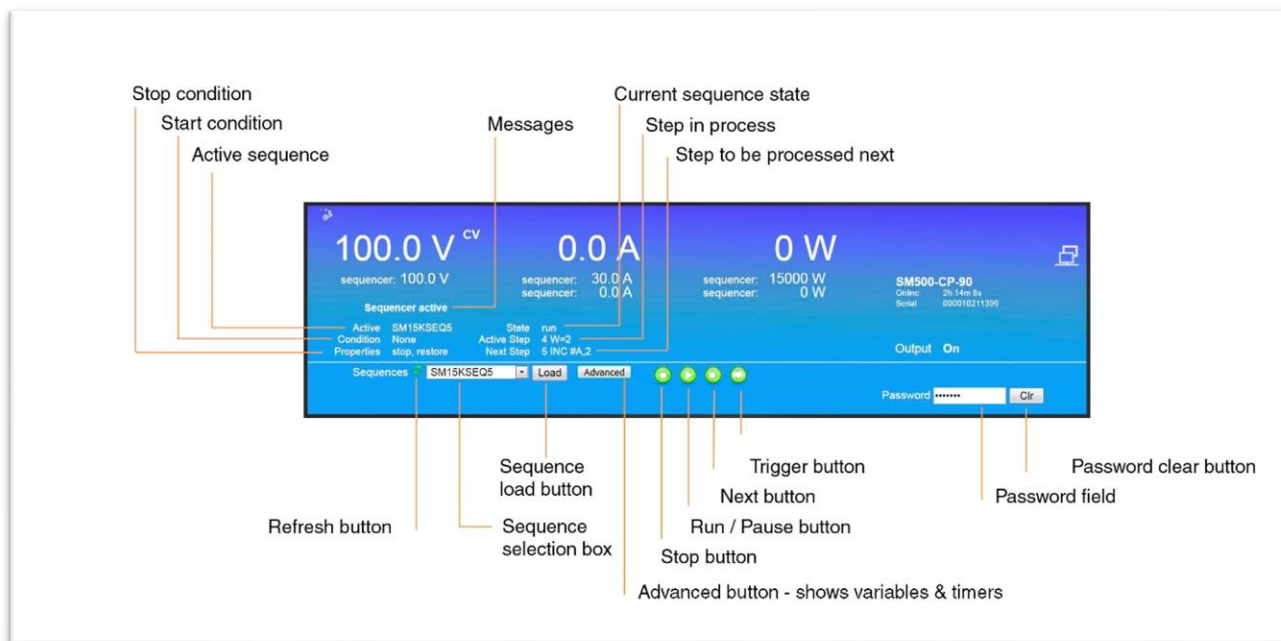 Stop condition
Start condition
Active sequence
Messages
Current sequence state
Step in process
Step to be processed next
100.0 V CV
0.0 A
0 W
sequencer: 100.0 V
sequencer: 30.0 A
sequencer: 0.0 A
sequencer: 15000 W
sequencer: 0 W
SM500-CP-90
Online 2h 14m 8s
Serial 000010211396
Sequencer active
Active SM15KSEQ5
Condition None
Properties stop, restore
State run
Active Step 4 W=2
Next Step 5 INC #A,2
Output On
Sequences SM15KSEQ5 Load Advanced
Password ••••••• Clr
Sequence
load button
Trigger button
Password clear button
Next button
Password field
Refresh button
Sequence
selection box
Run / Pause button
Stop button
Advanced button - shows variables & timers